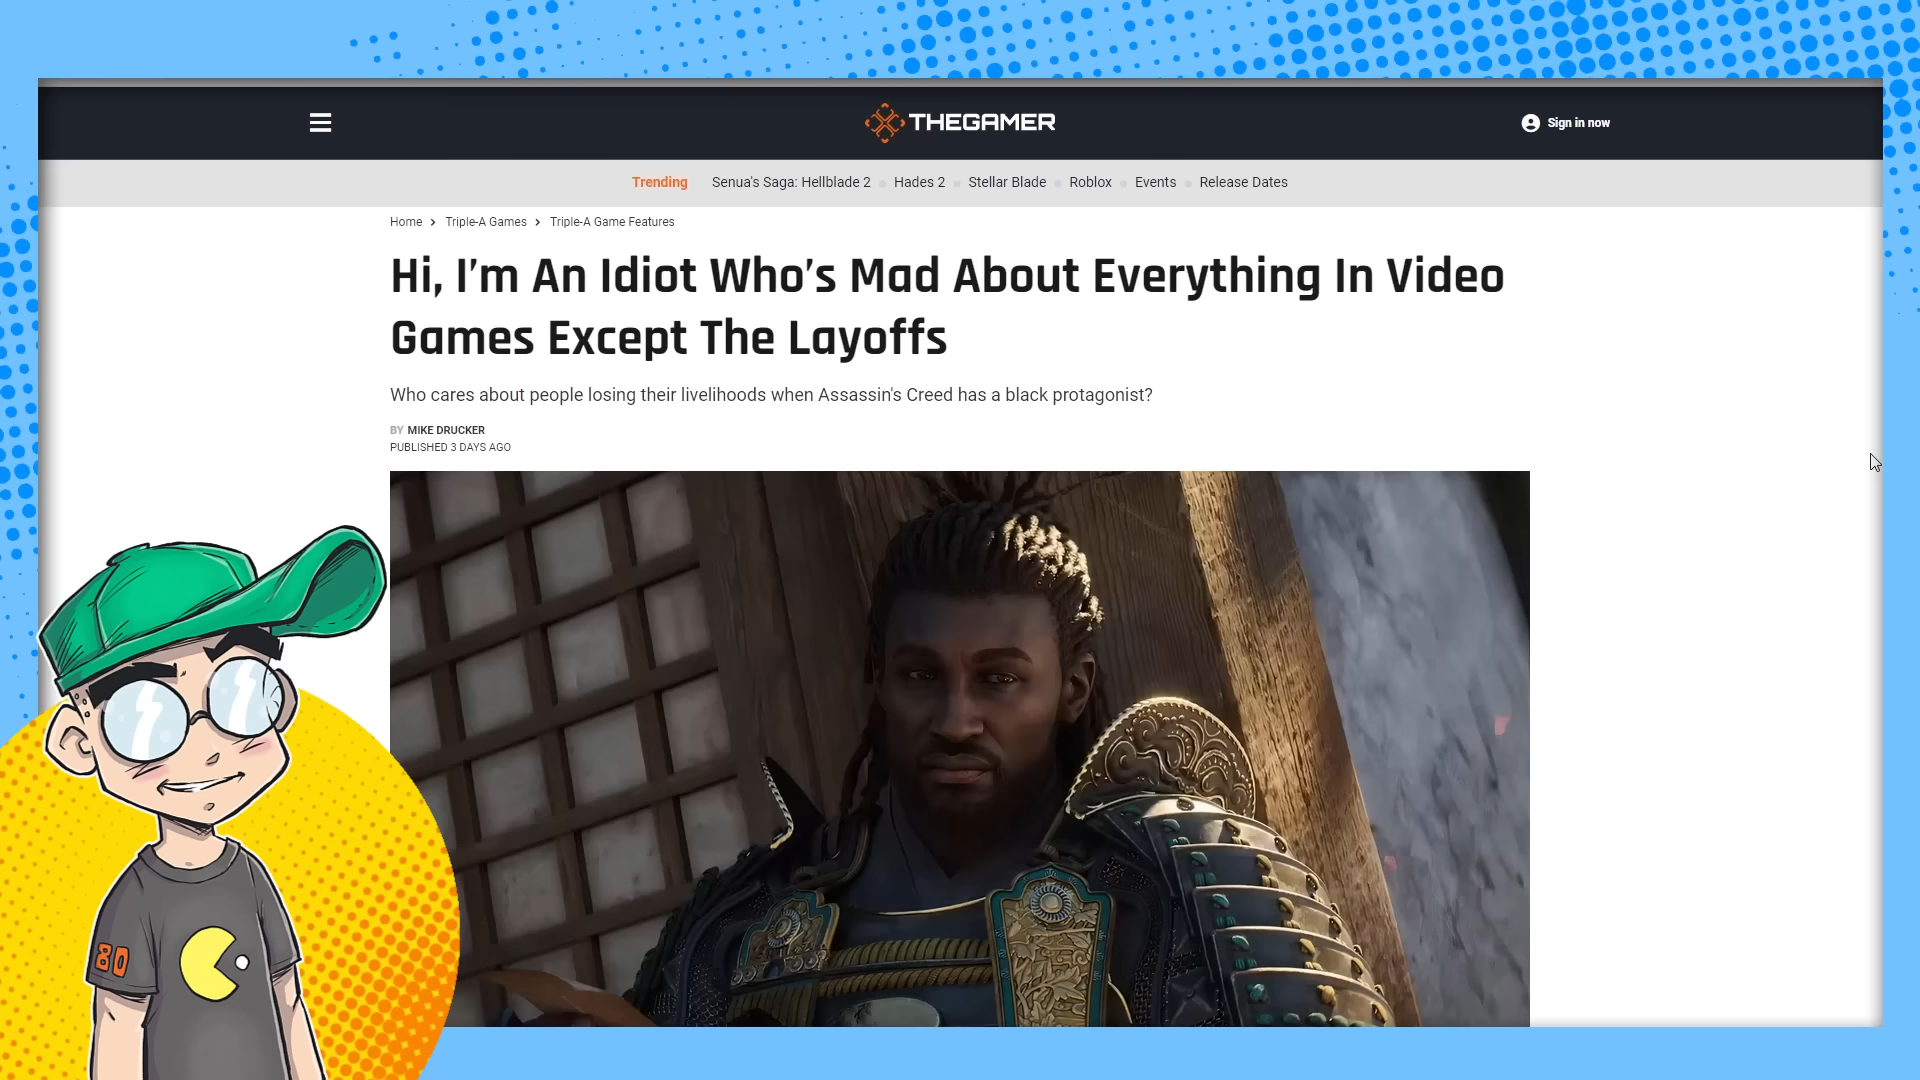 THEGAMER
Sign in now
Trending Senua's Saga: Hellblade 2 Hades 2 Stellar Blade Roblox Events Release Dates
Home > Triple-A Games > Triple-A Game Features
Hi, I’m An Idiot Who’s Mad About Everything In Video
Games Except The Layoffs
Who cares about people losing their livelihoods when Assassin's Creed has a black protagonist?
BY MIKE DRUCKER
PUBLISHED 3 DAYS AGO
80